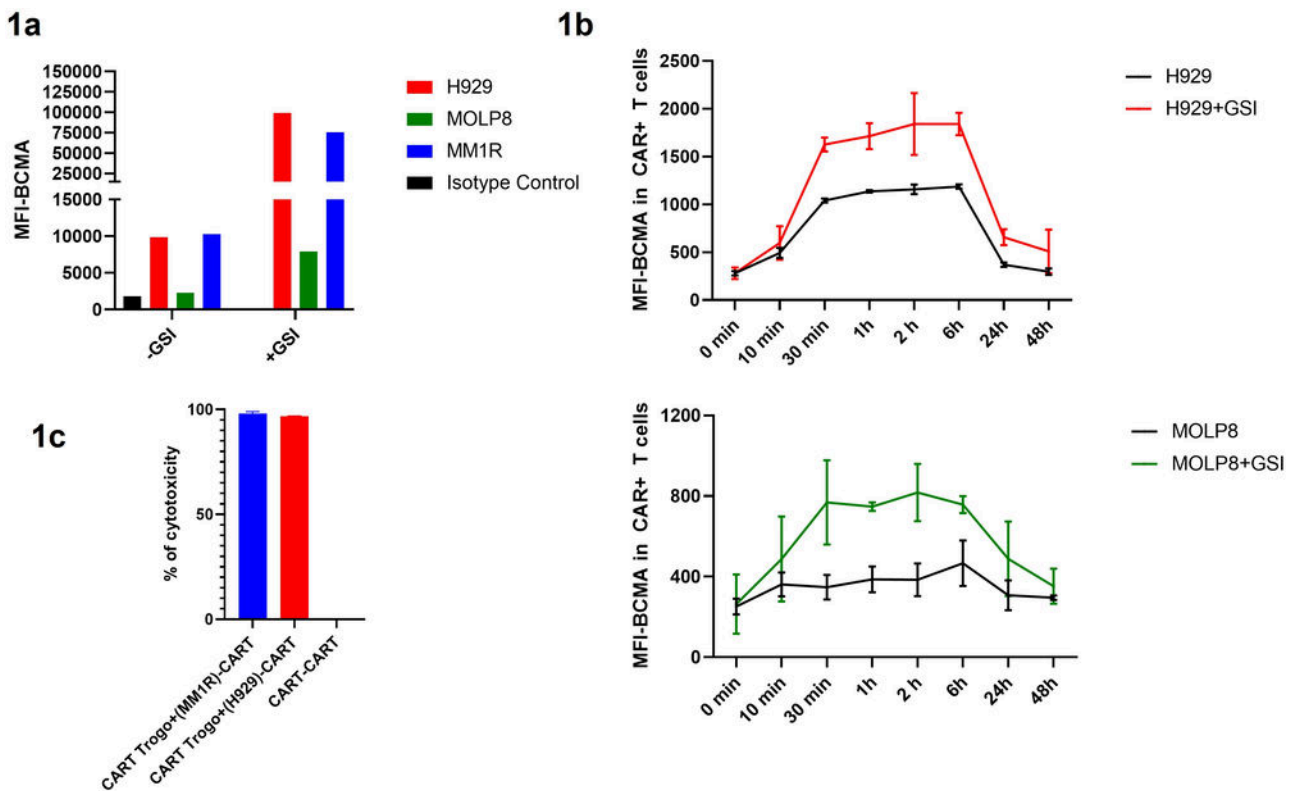 1a
MFI-BCMA
150000
125000
100000
75000
50000
25000
15000
10000
5000
0
-GSI
+GSI
H929
MOLP8
MM1R
Isotype Control
1b
MFI-BCMA in CAR+ T cells
2500
2000
1500
1000
500
0
0 min
10 min
30 min
1h
2 h
6h
24h
48h
H929
H929+GSI
1c
% of cytotoxicity
100
50
0
CART Trogo+(MM1R)-CART
CART Trogo+(H929)-CART
CART-CART
MFI-BCMA in CAR+ T cells
1200
800
400
0
0 min
10 min
30 min
1h
2 h
6h
24h
48h
MOLP8
MOLP8+GSI